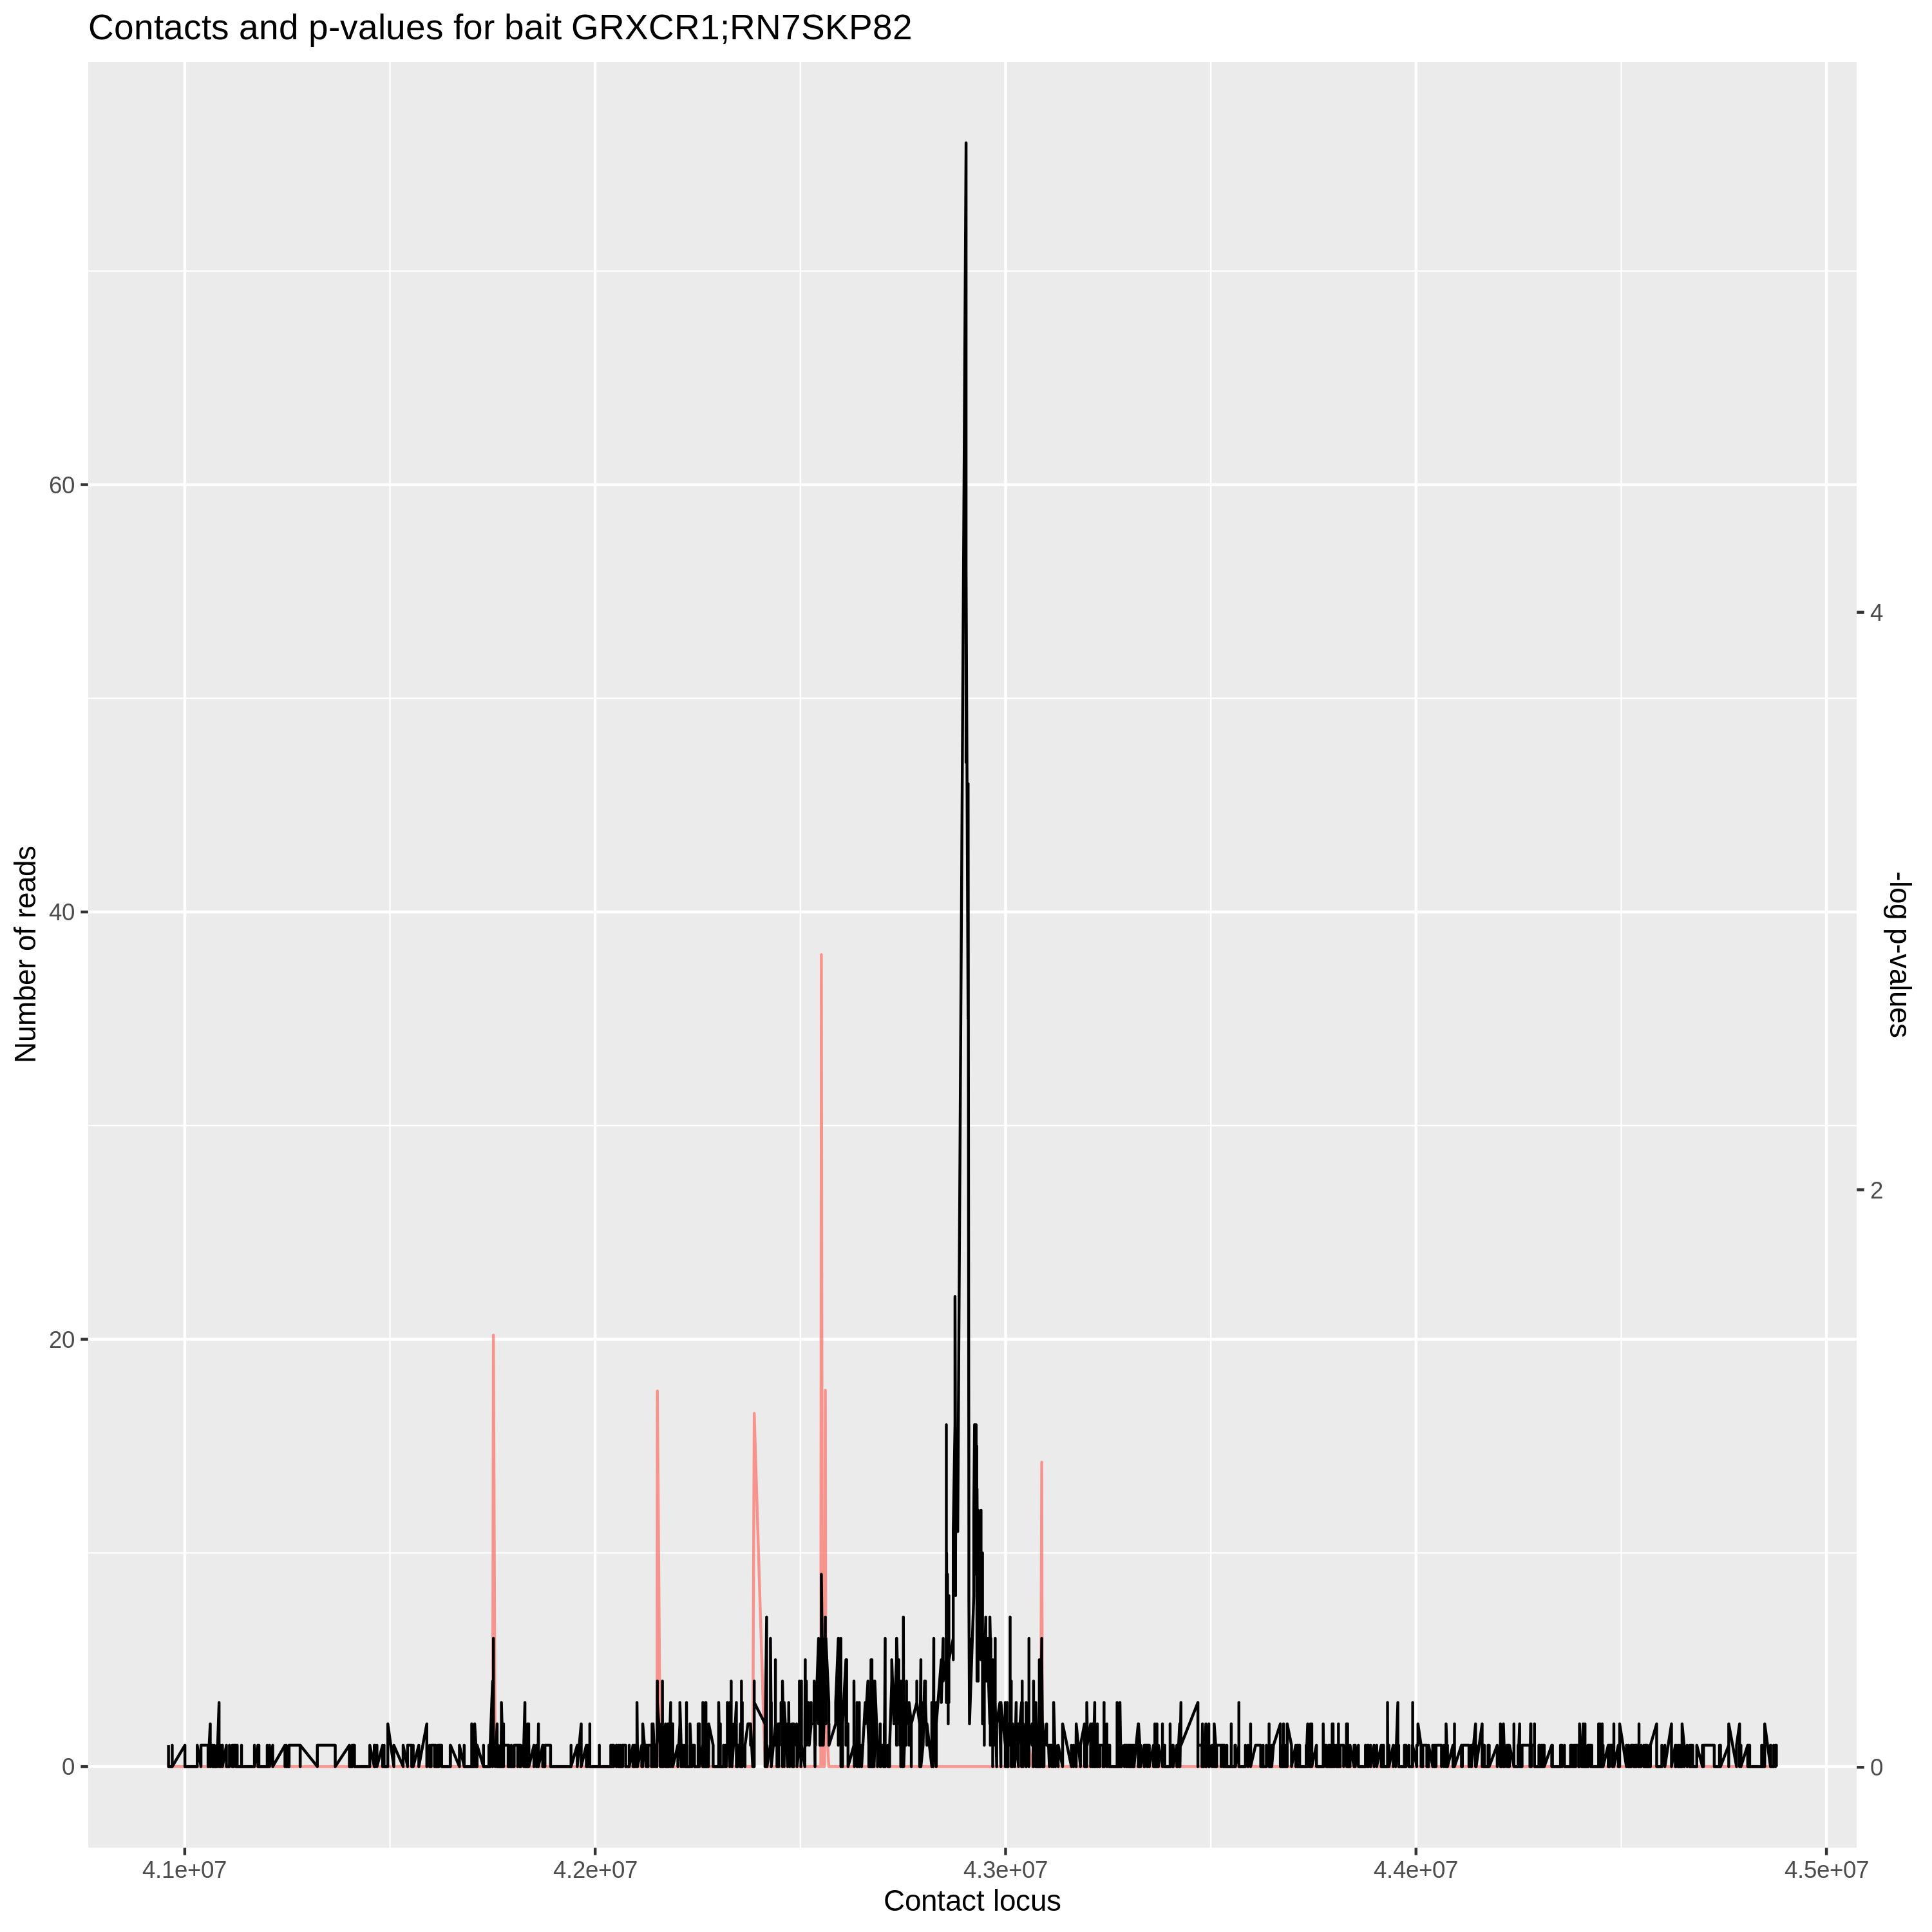 Contacts and p-values for bait GRXCR1;RN7SKP82
Number of reads
60
40
20
0
-log p-values
4
2
0
4.1e+07
4.2e+07
4.3e+07
4.4e+07
4.5e+07
Contact locus